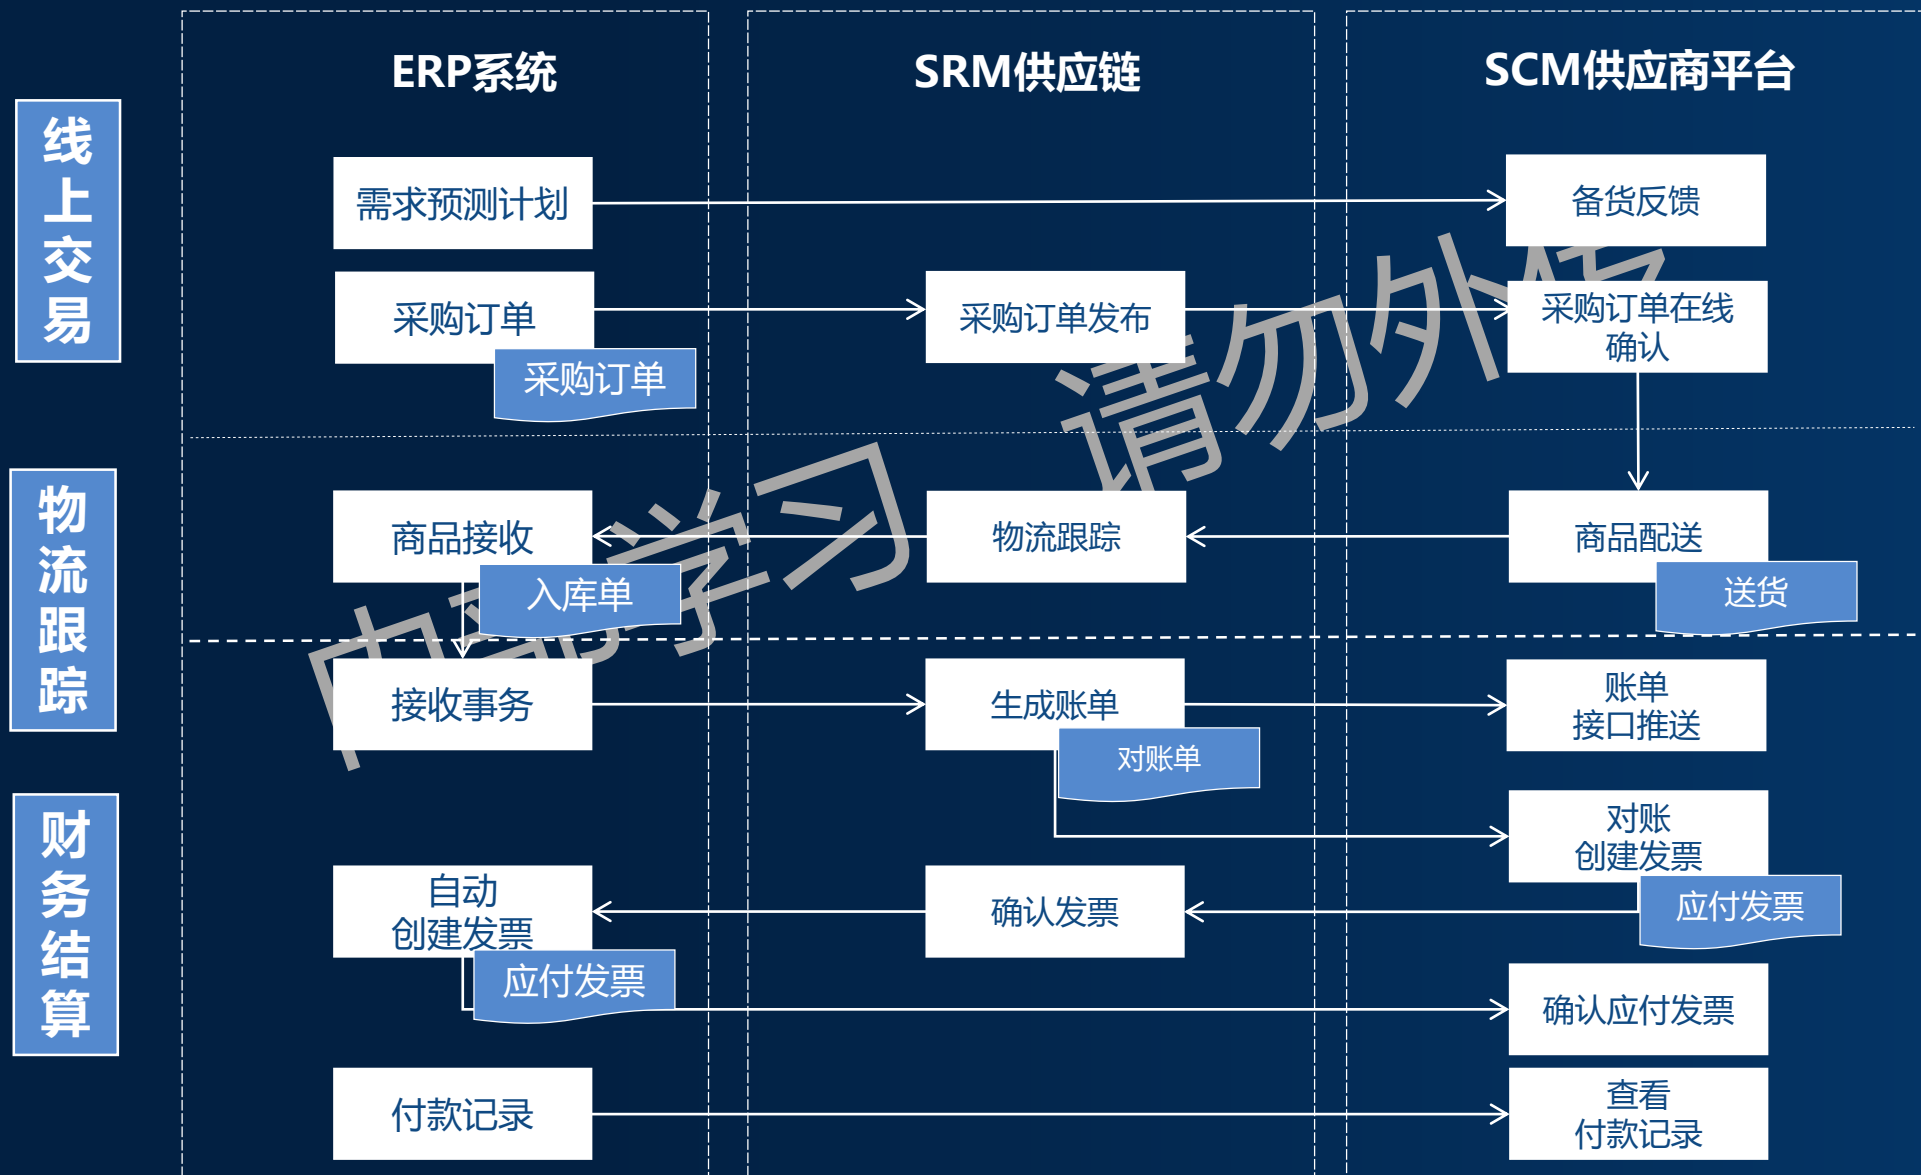 ERP系统
SRM供应链
SCM供应商平台
线上交易
需求预测计划
备货反馈
采购订单
采购订单发布
采购订单在线
确认
采购订单
物流跟踪
商品接收
物流跟踪
商品配送
入库单
送货
接收事务
生成账单
账单
接口推送
对账单
财务结算
对账
创建发票
自动
创建发票
确认发票
应付发票
应付发票
确认应付发票
付款记录
查看
付款记录
内部学习 请勿外传